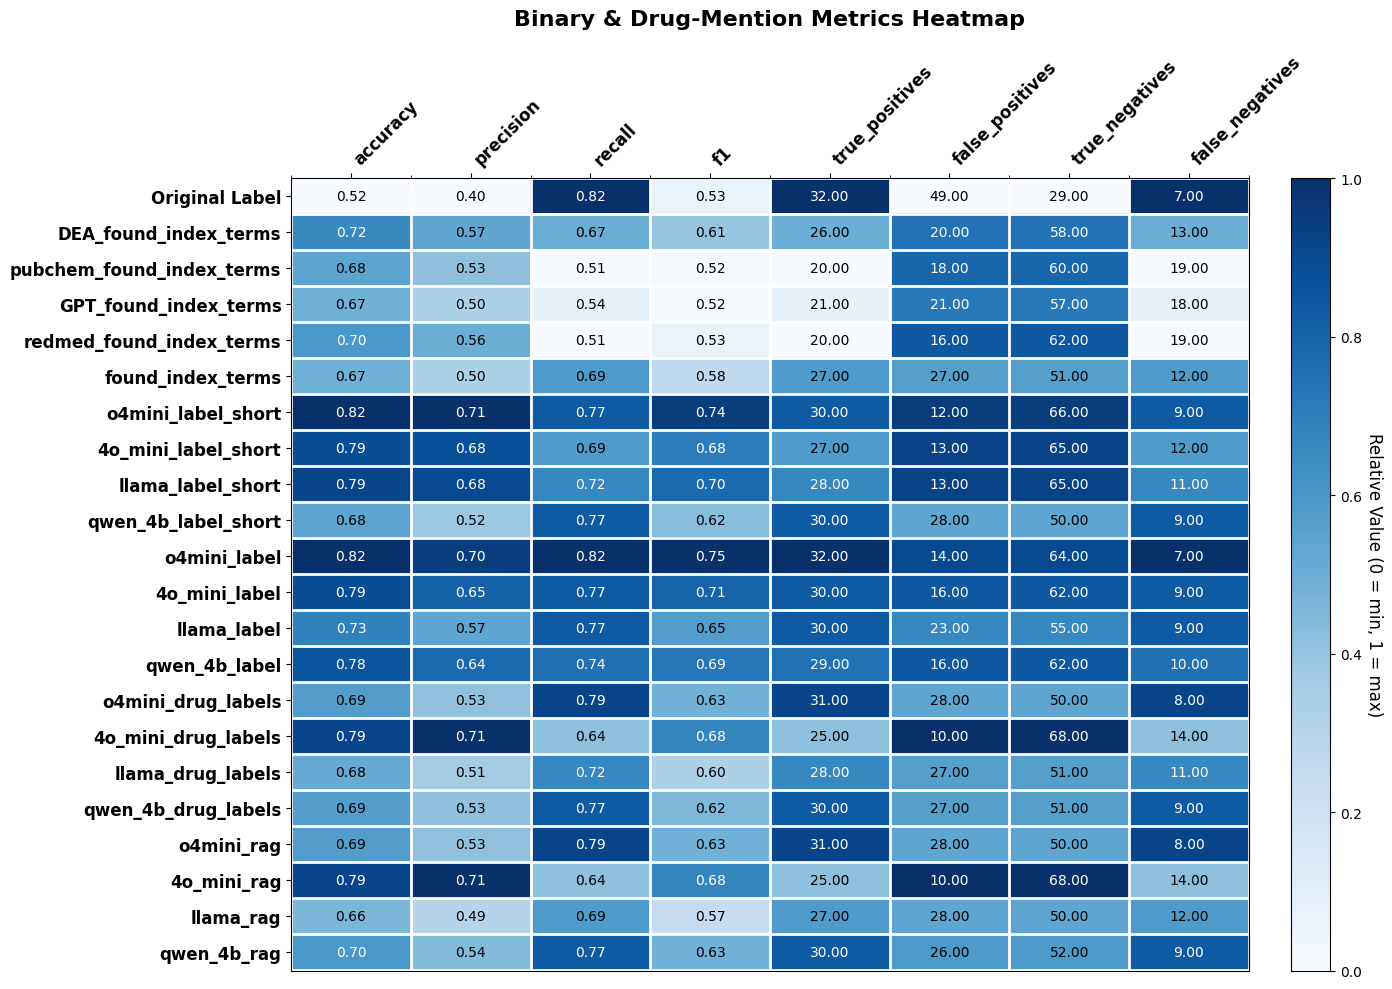 Binary & Drug-Mention Metrics Heatmap
accuracy precision recall f1 true_positives false_positives true_negatives false_negatives
Original Label 0.52 0.40 0.82 0.53 32.00 49.00 29.00 7.00
DEA_found_index_terms 0.72 0.57 0.67 0.61 26.00 20.00 58.00 13.00
pubchem_found_index_terms 0.68 0.53 0.51 0.52 20.00 18.00 60.00 19.00
GPT_found_index_terms 0.67 0.50 0.54 0.52 21.00 21.00 57.00 18.00
redmed_found_index_terms 0.70 0.56 0.51 0.53 20.00 16.00 62.00 19.00
found_index_terms 0.67 0.50 0.69 0.58 27.00 27.00 51.00 12.00
o4mini_label_short 0.82 0.71 0.77 0.74 30.00 12.00 66.00 9.00
4o_mini_label_short 0.79 0.68 0.69 0.68 27.00 13.00 65.00 12.00
llama_label_short 0.79 0.68 0.72 0.70 28.00 13.00 65.00 11.00
qwen_4b_label_short 0.68 0.52 0.77 0.62 30.00 28.00 50.00 9.00
o4mini_label 0.82 0.70 0.82 0.75 32.00 14.00 64.00 7.00
4o_mini_label 0.79 0.65 0.77 0.71 30.00 16.00 62.00 9.00
llama_label 0.73 0.57 0.77 0.65 30.00 23.00 55.00 9.00
qwen_4b_label 0.78 0.64 0.74 0.69 29.00 16.00 62.00 10.00
o4mini_drug_labels 0.69 0.53 0.79 0.63 31.00 28.00 50.00 8.00
4o_mini_drug_labels 0.79 0.71 0.64 0.68 25.00 10.00 68.00 14.00
llama_drug_labels 0.68 0.51 0.72 0.60 28.00 27.00 51.00 11.00
qwen_4b_drug_labels 0.69 0.53 0.77 0.62 30.00 27.00 51.00 9.00
o4mini_rag 0.69 0.53 0.79 0.63 31.00 28.00 50.00 8.00
4o_mini_rag 0.79 0.71 0.64 0.68 25.00 10.00 68.00 14.00
llama_rag 0.66 0.49 0.69 0.57 27.00 28.00 50.00 12.00
qwen_4b_rag 0.70 0.54 0.77 0.63 30.00 26.00 52.00 9.00
1.0
0.8
0.6
0.4
0.2
0.0
Relative Value (0 = min, 1 = max)